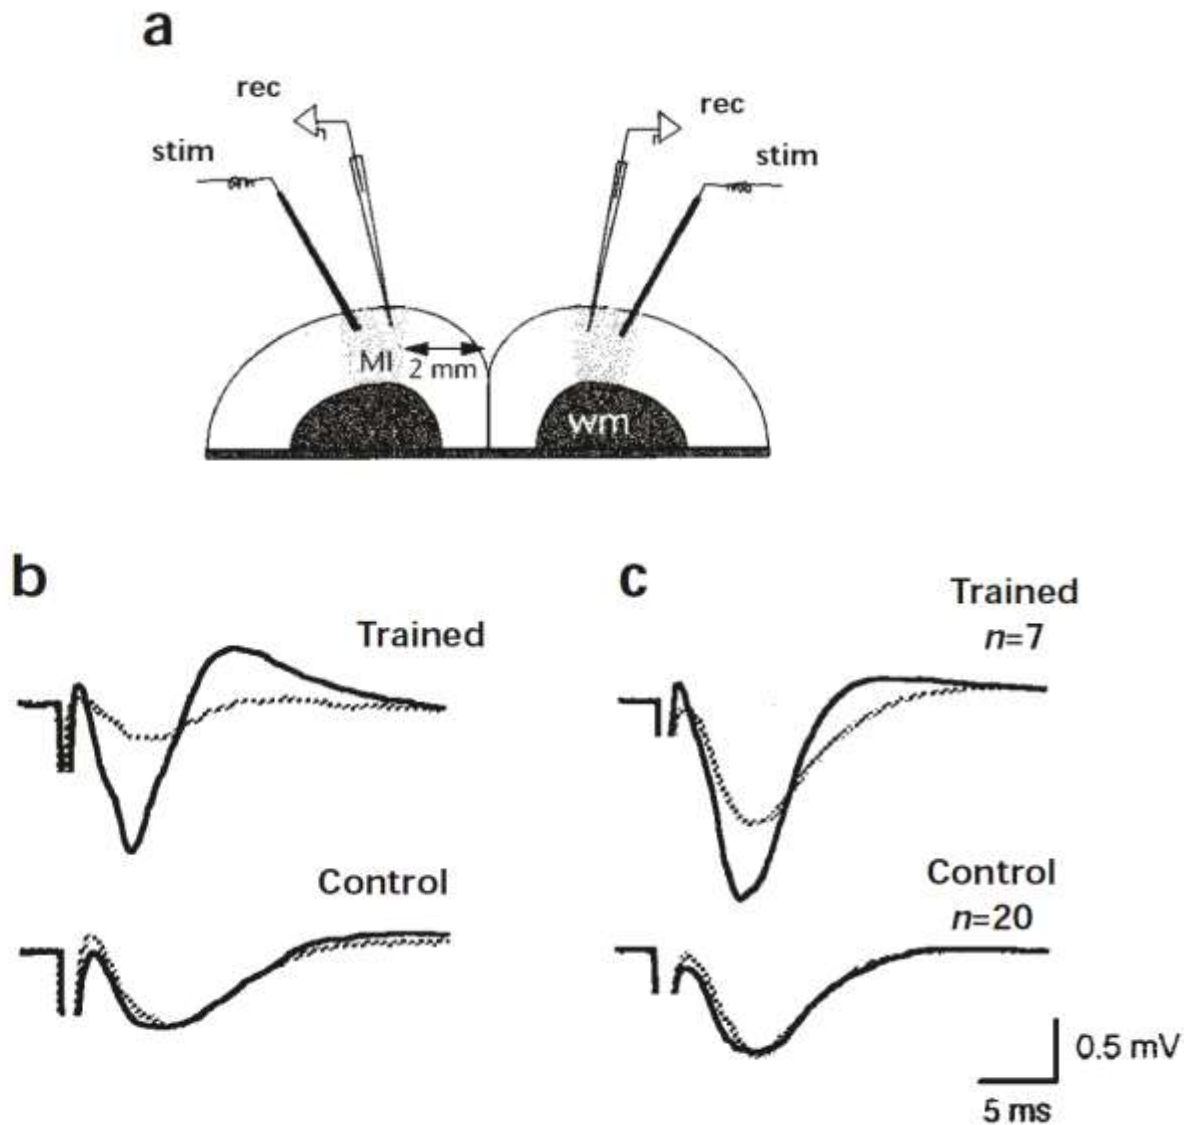 a
rec
rec
stim
stim
MI
2 mm
wm
b
c
Trained
Trained
n=7
Control
Control
n=20
0.5 mV
5 ms